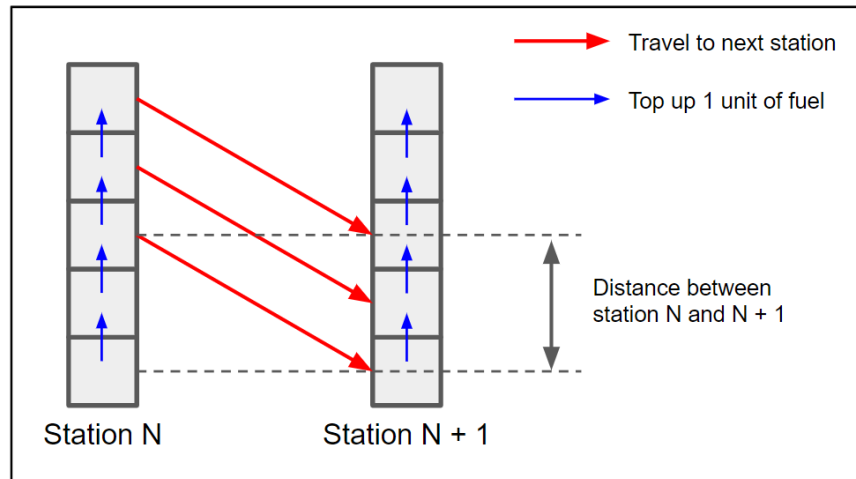 Travel to next station
Top up 1 unit of fuel
Distance between
station N and N + 1
Station N
Station N + 1